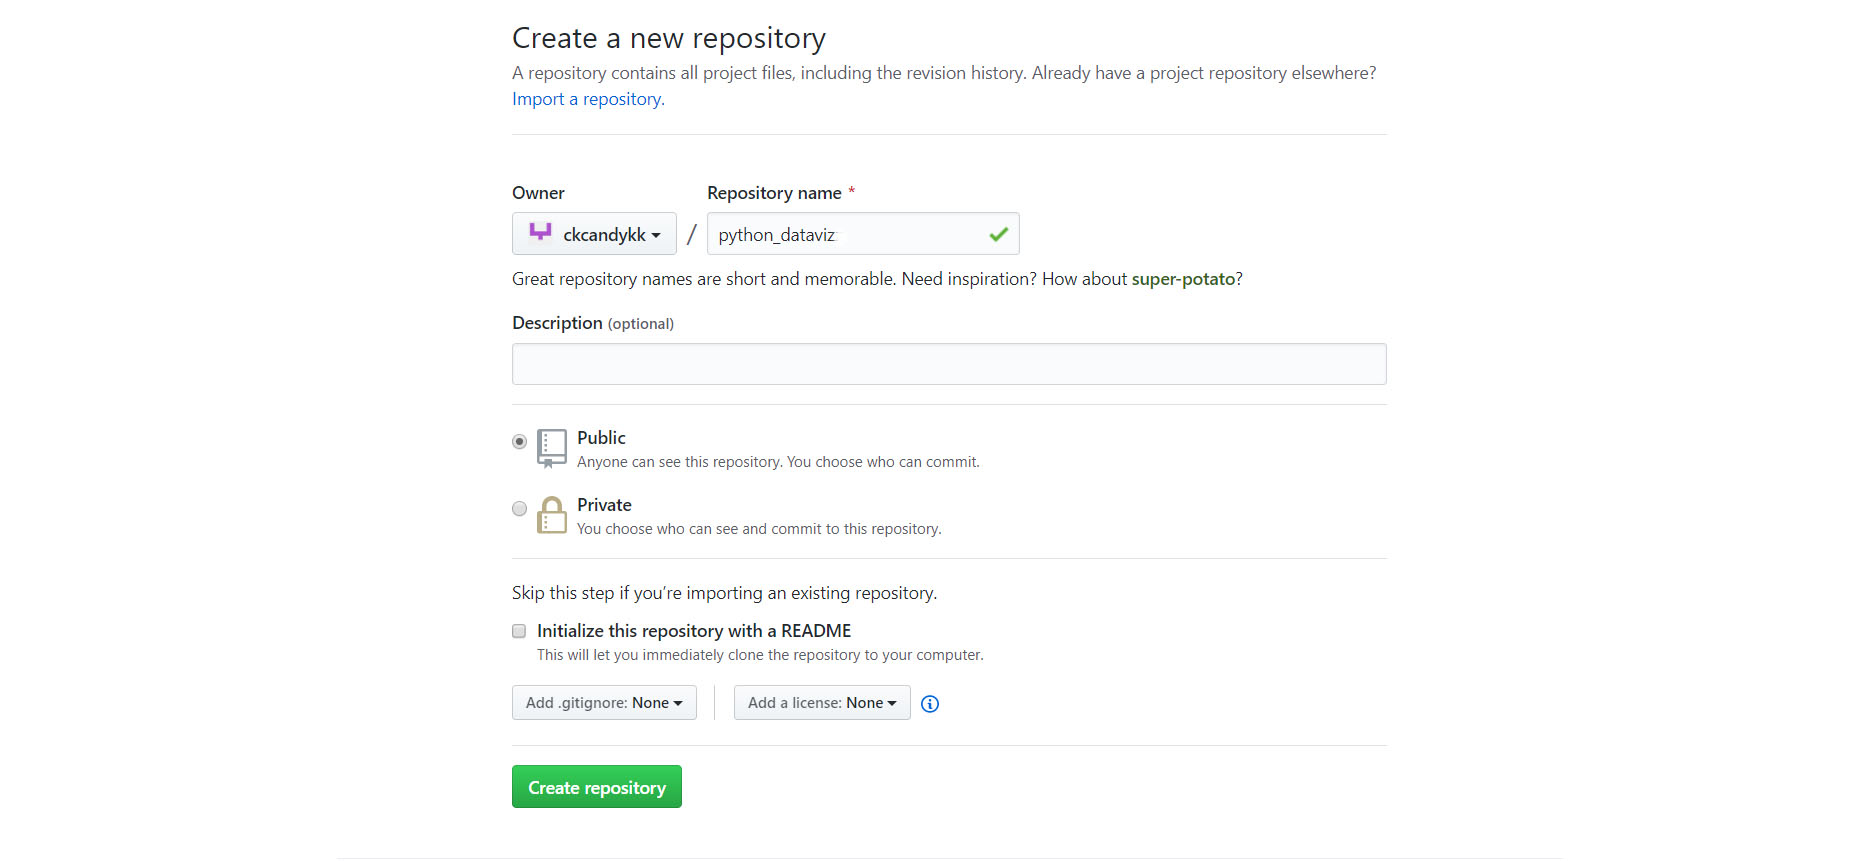 Create a new repository
A repository contains all project files, including the revision history. Already have a project repository elsewhere?
Import a repository.
Owner Repository name *
ckcandykk / python_dataviz
Great repository names are short and memorable. Need inspiration? How about super-potato?
Description (optional)
Public
Anyone can see this repository. You choose who can commit.
Private
You choose who can see and commit to this repository.
Skip this step if you’re importing an existing repository.
Initialize this repository with a README
This will let you immediately clone the repository to your computer.
Add .gitignore: None Add a license: None
Create repository